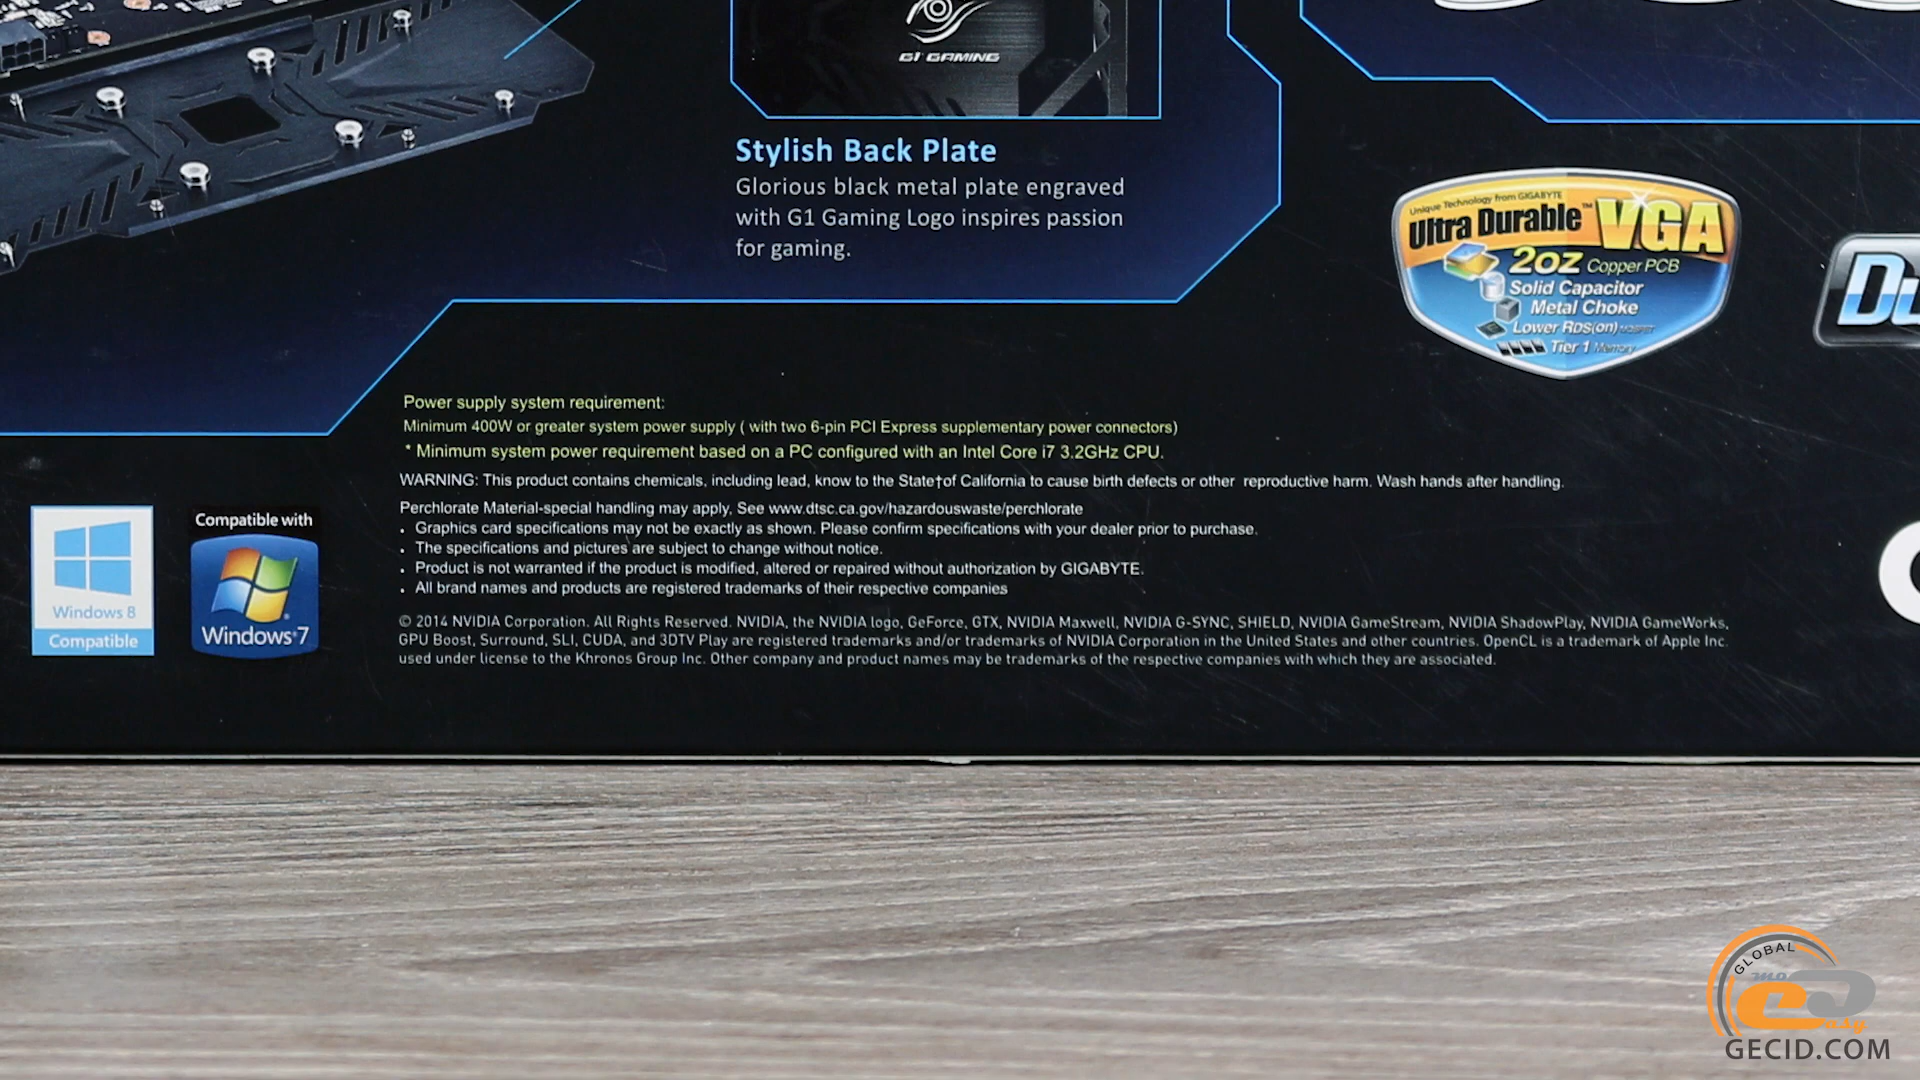 G1 GAMING
Stylish Back Plate
Glorious black metal plate engraved
with G1 Gaming Logo inspires passion
for gaming.
Unique Technology from GIGABYTE
Ultra Durable™ VGA
2oz Copper PCB
Solid Capacitor
Metal Choke
Lower RDS(on) MOSFET
Tier 1 Memory
Power supply system requirement:
Minimum 400W or greater system power supply ( with two 6-pin PCI Express supplementary power connectors)
* Minimum system power requirement based on a PC configured with an Intel Core i7 3.2GHz CPU.
WARNING: This product contains chemicals, including lead, know to the State†of California to cause birth defects or other reproductive harm. Wash hands after handling.
Perchlorate Material-special handling may apply, See www.dtsc.ca.gov/hazardouswaste/perchlorate
• Graphics card specifications may not be exactly as shown. Please confirm specifications with your dealer prior to purchase.
• The specifications and pictures are subject to change without notice.
• Product is not warranted if the product is modified, altered or repaired without authorization by GIGABYTE.
• All brand names and products are registered trademarks of their respective companies
© 2014 NVIDIA Corporation. All Rights Reserved. NVIDIA, the NVIDIA logo, GeForce, GTX, NVIDIA Maxwell, NVIDIA G-SYNC, SHIELD, NVIDIA GameStream, NVIDIA ShadowPlay, NVIDIA GameWorks,
GPU Boost, Surround, SLI, CUDA, and 3DTV Play are registered trademarks and/or trademarks of NVIDIA Corporation in the United States and other countries. OpenCL is a trademark of Apple Inc.
used under license to the Khronos Group Inc. Other company and product names may be trademarks of the respective companies with which they are associated.
Windows 8
Compatible
Compatible with
Windows®7
GLOBAL
easy
GECID.COM